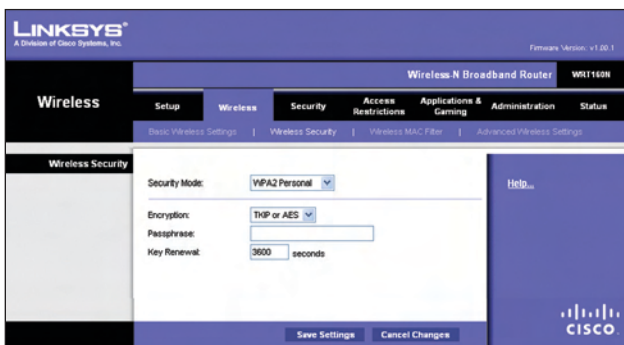 LINKSYS®
A Division of Cisco Systems, Inc.
Firmware Version: v1.00.1
Wireless-N Broadband Router WRT160N
Wireless
Setup Wireless Security Access Restrictions Applications & Gaming Administration Status
Basic Wireless Settings | Wireless Security | Wireless MAC Filter | Advanced Wireless Settings
Wireless Security
Security Mode: WPA2 Personal
Help...
Encryption: TKIP or AES
Passphrase:
Key Renewal: 3600 seconds
Save Settings Cancel Changes
CISCO.